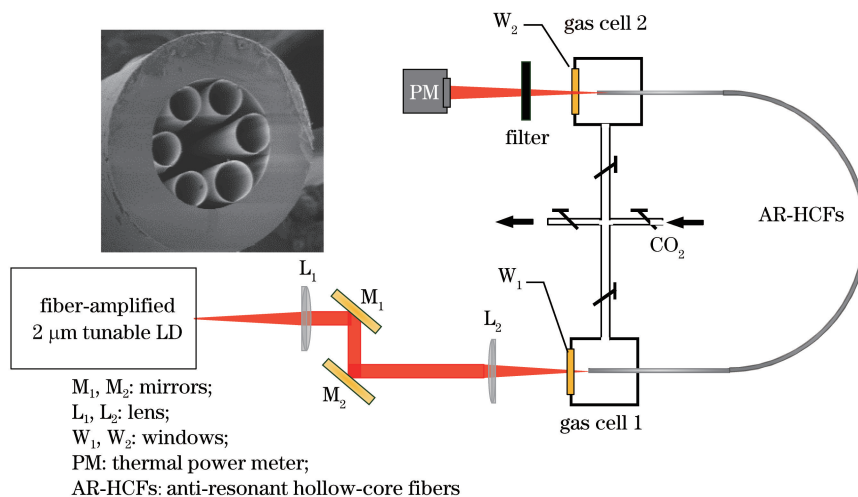 W₂
gas cell 2
PM
filter
AR-HCFs
CO₂
L₁
M₁
fiber-amplified
2 μm tunable LD
L₂
W₁
M₂
gas cell 1
M₁, M₂: mirrors;
L₁, L₂: lens;
W₁, W₂: windows;
PM: thermal power meter;
AR-HCFs: anti-resonant hollow-core fibers